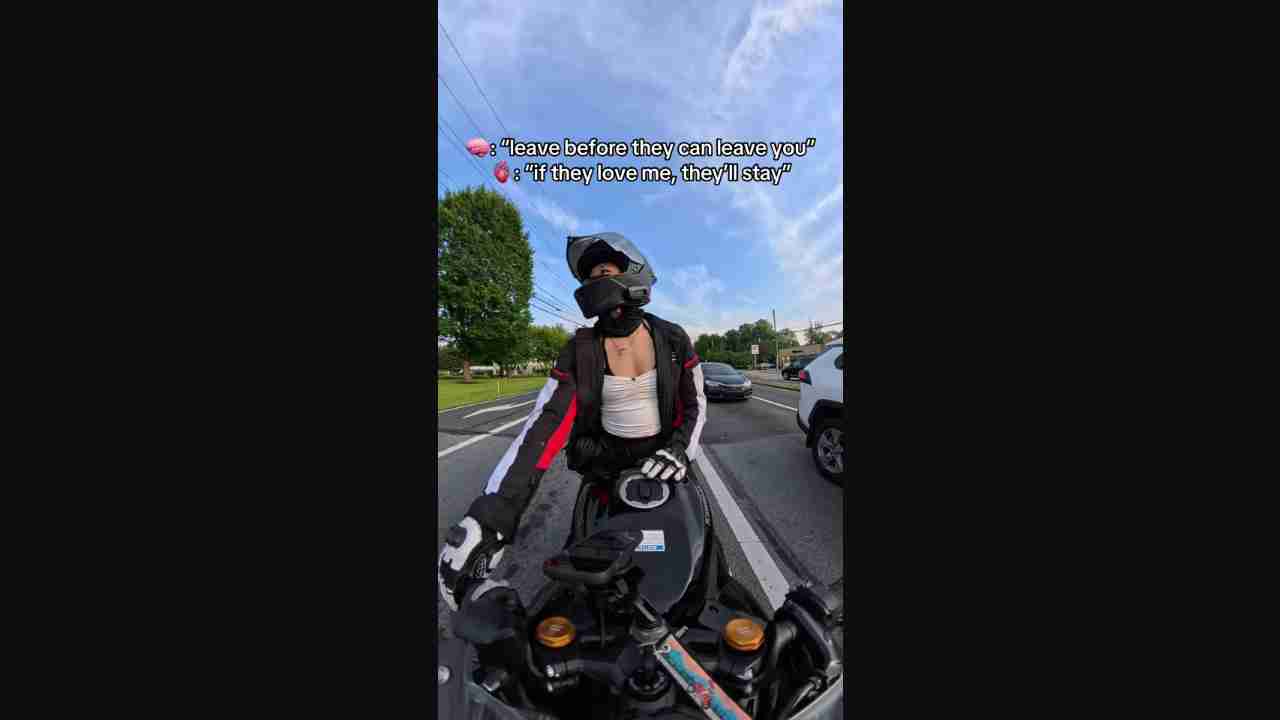 🧠: “leave before they can leave you”
🫀: “if they love me, they’ll stay”